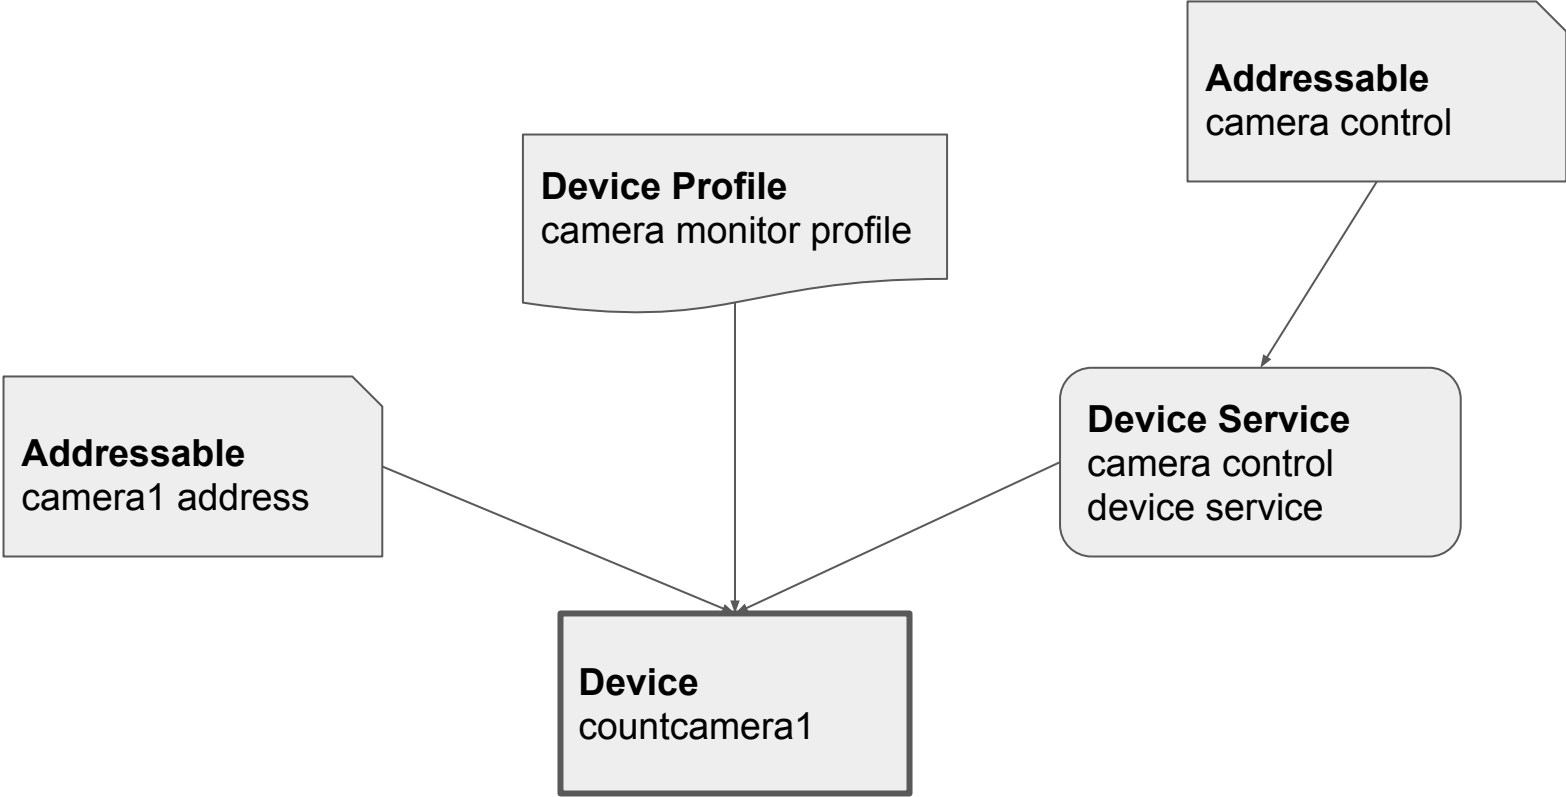 Addressable
camera control
Device Profile
camera monitor profile
Addressable
camera1 address
Device Service
camera control
device service
Device
countcamera1